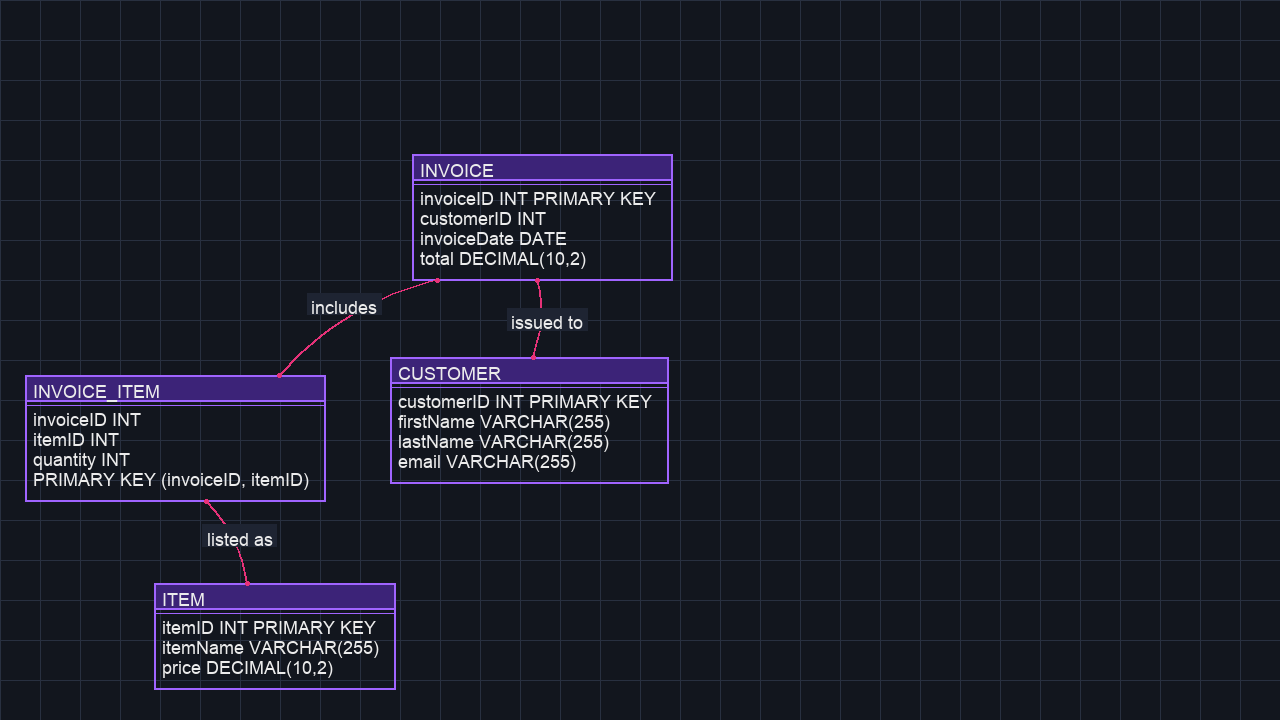 INVOICE
invoiceID INT PRIMARY KEY
customerID INT
invoiceDate DATE
total DECIMAL(10,2)
includes
issued to
CUSTOMER
customerID INT PRIMARY KEY
firstName VARCHAR(255)
lastName VARCHAR(255)
email VARCHAR(255)
INVOICE_ITEM
invoiceID INT
itemID INT
quantity INT
PRIMARY KEY (invoiceID, itemID)
listed as
ITEM
itemID INT PRIMARY KEY
itemName VARCHAR(255)
price DECIMAL(10,2)